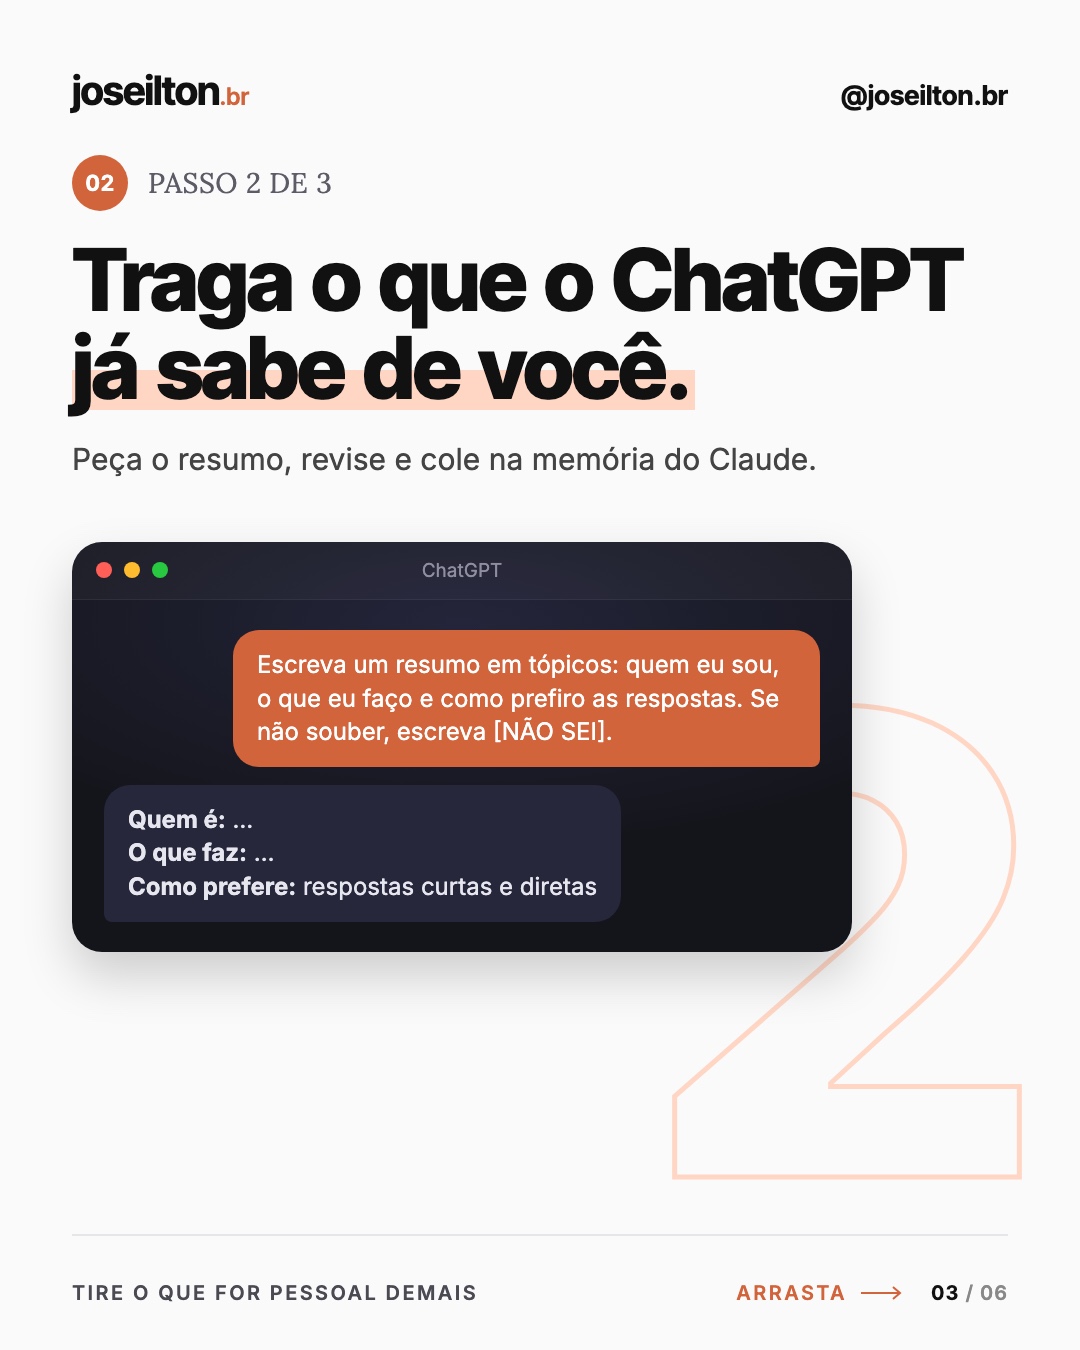 joseilton.br
@joseilton.br
02
PASSO 2 DE 3
Traga o que o ChatGPT
já sabe de você.
Peça o resumo, revise e cole na memória do Claude.
ChatGPT
Escreva um resumo em tópicos: quem eu sou,
o que eu faço e como prefiro as respostas. Se
não souber, escreva [NÃO SEI].
Quem é: ...
O que faz: ...
Como prefere: respostas curtas e diretas
2
TIRE O QUE FOR PESSOAL DEMAIS
ARRASTA → 03 / 06